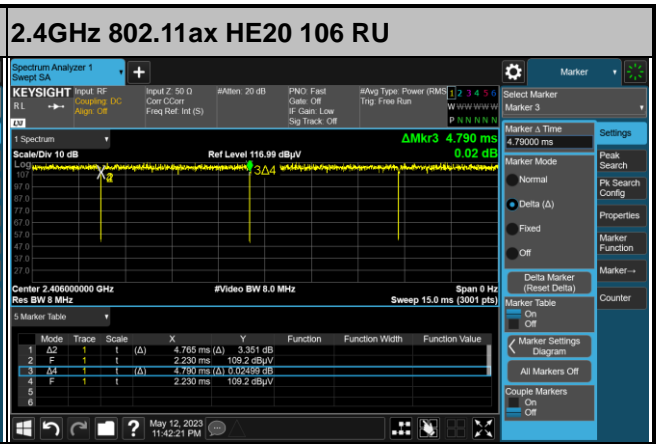 2.4GHz 802.11ax HE20 106 RU
Spectrum Analyzer 1
Swept SA
+
Marker
KEYSIGHT Input: RF Input Z: 50 Ω #Atten: 20 dB PNO: Fast #Avg Type: Power (RMS 1 2 3 4 5 6
RL Coupling: DC Corr CCorr Gate: Off Trig: Free Run W W W W W W
Align: Off Freq Ref: Int (S) IF Gain: Low P N N N N N
Sig Track: Off
LXI
Select Marker
Marker 3
1 Spectrum
ΔMkr3 4.790 ms
Scale/Div 10 dB Ref Level 116.99 dBµV 0.02 dB
Log
107
97.0
87.0
77.0
67.0
57.0
47.0
37.0
27.0
3Δ4
Center 2.406000000 GHz #Video BW 8.0 MHz Span 0 Hz
Res BW 8 MHz Sweep 15.0 ms (3001 pts)
5 Marker Table
Mode Trace Scale X Y Function Function Width Function Value
1 Δ2 1 t (Δ) 4.765 ms (Δ) 3.351 dB
2 F 1 t 2.230 ms 109.2 dBµV
3 Δ4 1 t (Δ) 4.790 ms (Δ) 0.02499 dB
4 F 1 t 2.230 ms 109.2 dBµV
5
6
Marker Δ Time
4.79000 ms
Marker Mode
Normal
Delta (Δ)
Fixed
Off
Delta Marker
(Reset Delta)
Marker Table
On
Off
Marker Settings
Diagram
All Markers Off
Couple Markers
On
Off
Settings
Peak
Search
Pk Search
Config
Properties
Marker
Function
Marker→
Counter
? May 12, 2023
11:42:21 PM